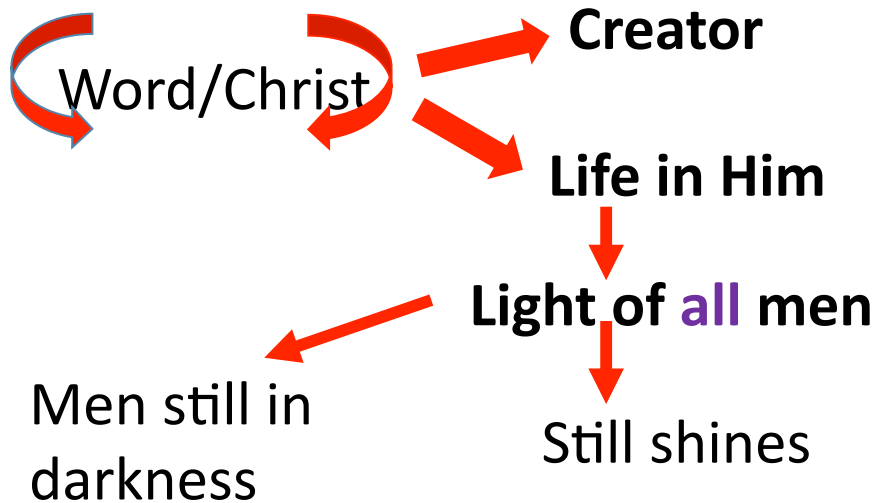 Creator
Word/Christ
Life in Him
Light of all men
Men still in
darkness
Still shines